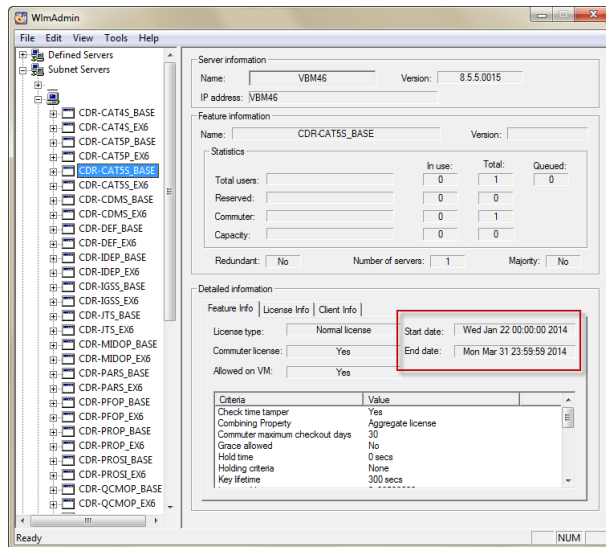 WlmAdmin
File Edit View Tools Help
Defined Servers
Subnet Servers
CDR-CAT4S_BASE
CDR-CAT4S_EX6
CDR-CAT5P_BASE
CDR-CAT5P_EX6
CDR-CAT5S_BASE
CDR-CAT5S_EX6
CDR-CDMS_BASE
CDR-CDMS_EX6
CDR-DEF_BASE
CDR-DEF_EX6
CDR-IDEP_BASE
CDR-IDEP_EX6
CDR-IGSS_BASE
CDR-IGSS_EX6
CDR-JTS_BASE
CDR-JTS_EX6
CDR-MIDOP_BASE
CDR-MIDOP_EX6
CDR-PARS_BASE
CDR-PARS_EX6
CDR-PFOP_BASE
CDR-PFOP_EX6
CDR-PROP_BASE
CDR-PROP_EX6
CDR-PROSI_BASE
CDR-PROSI_EX6
CDR-QCMOP_BASE
CDR-QCMOP_EX6
Server information
Name: VBM46 Version: 8.5.5.0015
IP address: VBM46
Feature information
Name: CDR-CAT5S_BASE Version:
Statistics
In use: Total: Queued:
Total users: 0 1 0
Reserved: 0 0
Commuter: 0 1
Capacity: 0 0
Redundant: No Number of servers: 1 Majority: No
Detailed information
Feature Info License Info Client Info
License type: Normal license Start date: Wed Jan 22 00:00:00 2014
Commuter license: Yes End date: Mon Mar 31 23:59:59 2014
Allowed on VM: Yes
Criteria Value
Check time tamper Yes
Combining Property Aggregate license
Commuter maximum checkout days 30
Grace allowed No
Hold time 0 secs
Holding criteria None
Key lifetime 300 secs
Ready NUM